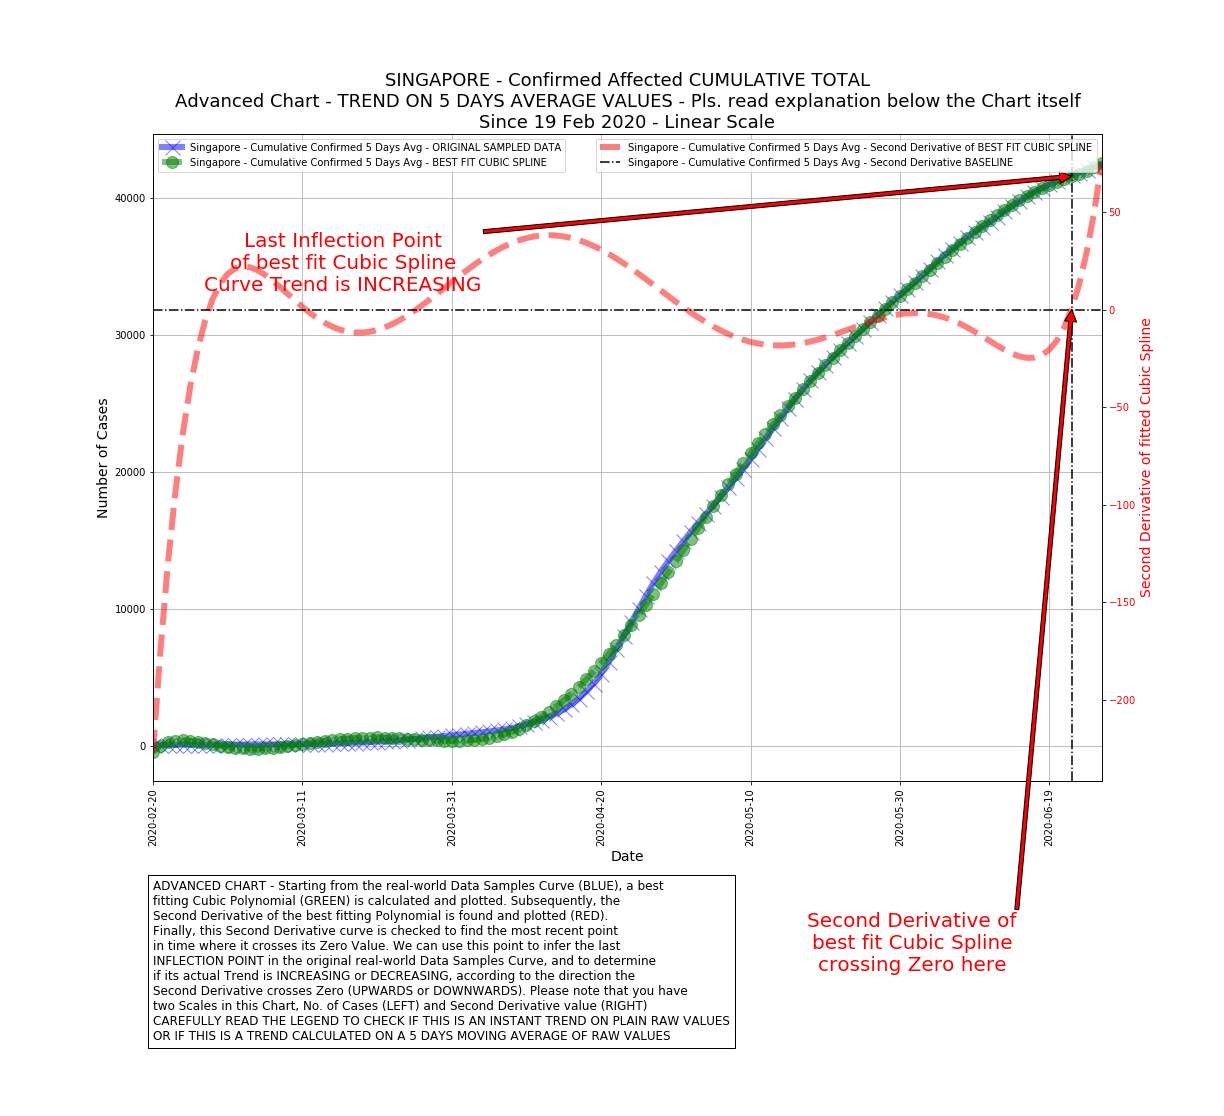 SINGAPORE - Confirmed Affected CUMULATIVE TOTAL
Advanced Chart - TREND ON 5 DAYS AVERAGE VALUES - Pls. read explanation below the Chart itself
Since 19 Feb 2020 - Linear Scale
Singapore - Cumulative Confirmed 5 Days Avg - ORIGINAL SAMPLED DATA
Singapore - Cumulative Confirmed 5 Days Avg - BEST FIT CUBIC SPLINE
Singapore - Cumulative Confirmed 5 Days Avg - Second Derivative of BEST FIT CUBIC SPLINE
Singapore - Cumulative Confirmed 5 Days Avg - Second Derivative BASELINE
Last Inflection Point
of best fit Cubic Spline
Curve Trend is INCREASING
Number of Cases
40000
30000
20000
10000
0
50
0
−50
−100
−150
−200
Second Derivative of fitted Cubic Spline
2020-02-20
2020-03-11
2020-03-31
2020-04-20
2020-05-10
2020-05-30
2020-06-19
Date
ADVANCED CHART - Starting from the real-world Data Samples Curve (BLUE), a best
fitting Cubic Polynomial (GREEN) is calculated and plotted. Subsequently, the
Second Derivative of the best fitting Polynomial is found and plotted (RED).
Finally, this Second Derivative curve is checked to find the most recent point
in time where it crosses its Zero Value. We can use this point to infer the last
INFLECTION POINT in the original real-world Data Samples Curve, and to determine
if its actual Trend is INCREASING or DECREASING, according to the direction the
Second Derivative crosses Zero (UPWARDS or DOWNWARDS). Please note that you have
two Scales in this Chart, No. of Cases (LEFT) and Second Derivative value (RIGHT)
CAREFULLY READ THE LEGEND TO CHECK IF THIS IS AN INSTANT TREND ON PLAIN RAW VALUES
OR IF THIS IS A TREND CALCULATED ON A 5 DAYS MOVING AVERAGE OF RAW VALUES
Second Derivative of
best fit Cubic Spline
crossing Zero here